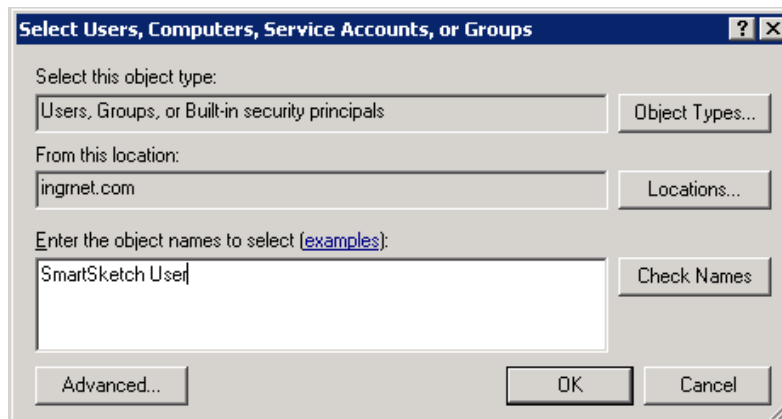 Select Users, Computers, Service Accounts, or Groups
Select this object type:
Users, Groups, or Built-in security principals
Object Types...
From this location:
ingrnet.com
Locations...
Enter the object names to select (examples):
SmartSketch User
Check Names
Advanced...
OK
Cancel